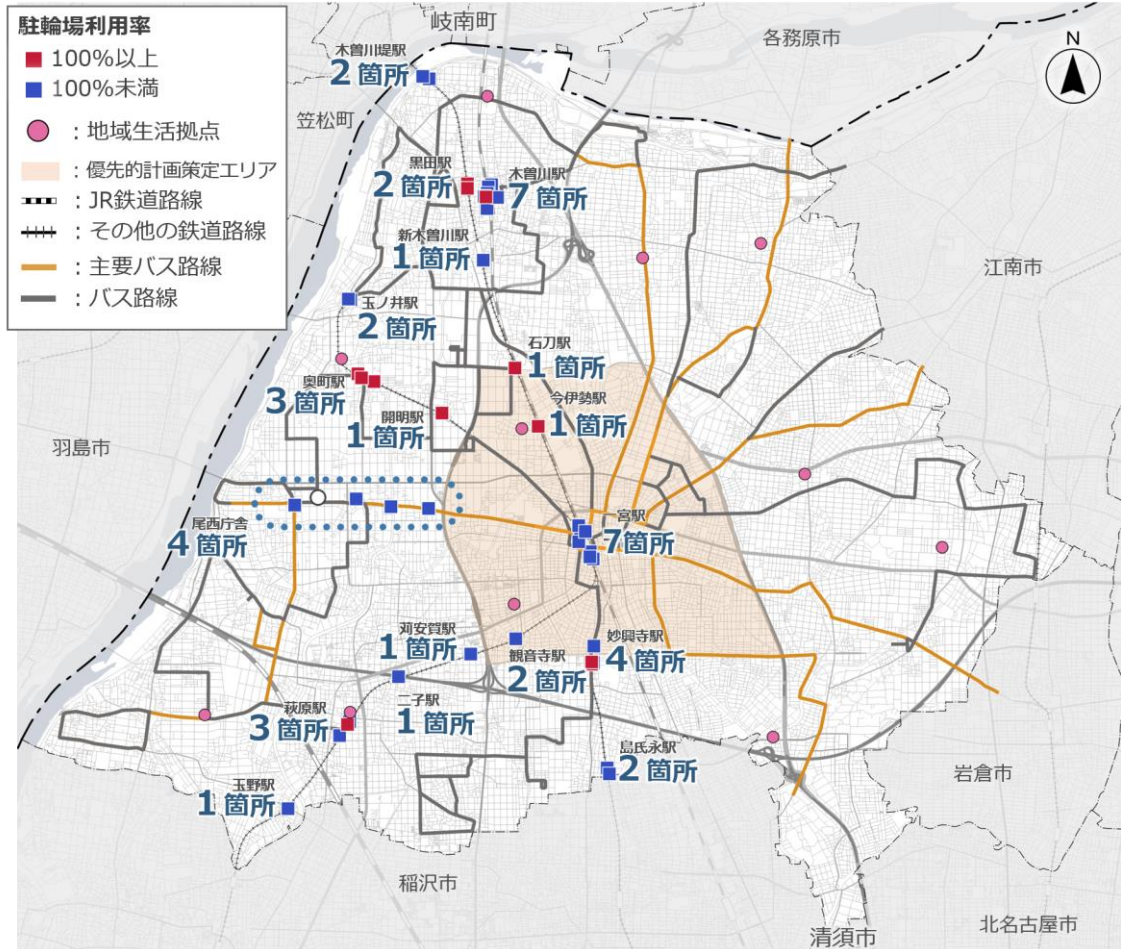 駐輪場利用率
100%以上
100%未満
：地域生活拠点
：優先的計画策定エリア
：JR鉄道路線
：その他の鉄道路線
：主要バス路線
：バス路線
N
岐南町
各務原市
木曽川堤駅
2箇所
笠松町
黒田駅
2箇所
木曽川駅
7箇所
新木曽川駅
1箇所
江南市
玉ノ井駅
2箇所
石刀駅
1箇所
奥町駅
3箇所
今伊勢駅
1箇所
開明駅
1箇所
羽島市
尾西庁舎
4箇所
宮駅
7箇所
苅安賀駅
1箇所
観音寺駅
2箇所
妙興寺駅
4箇所
二子駅
1箇所
萩原駅
3箇所
島氏永駅
2箇所
玉野駅
1箇所
岩倉市
稲沢市
北名古屋市
清須市